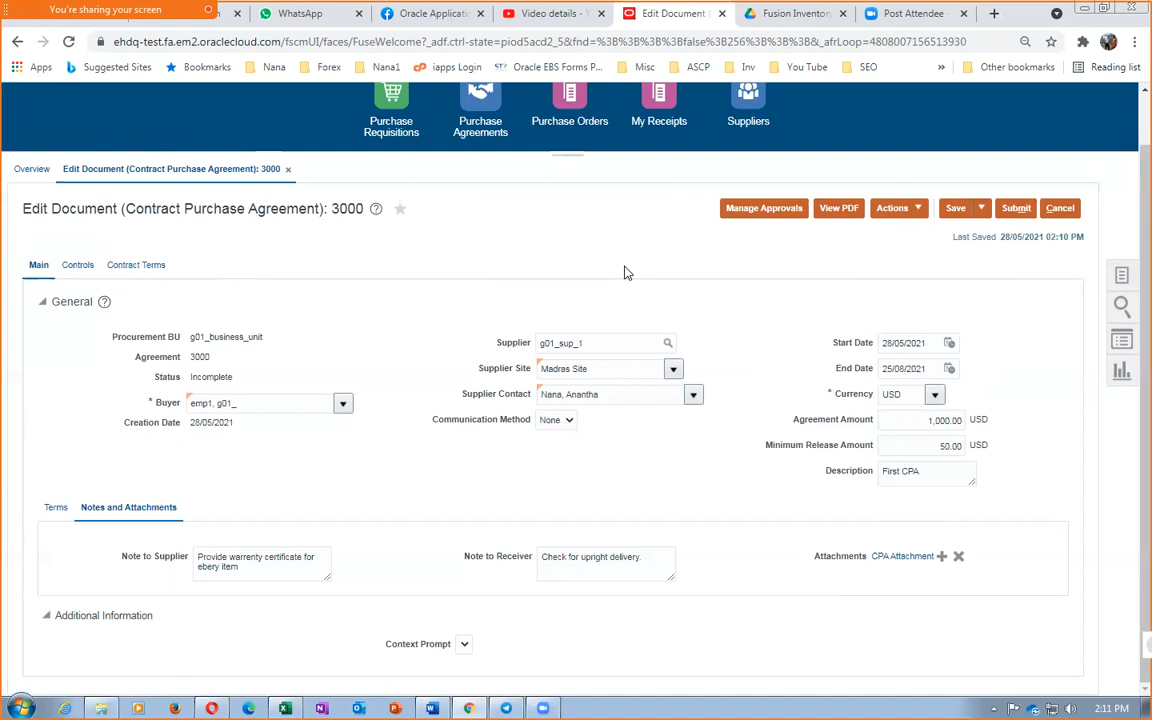 You're sharing your screen
WhatsApp
Oracle Applicatio
Video details -
Edit Document (
Fusion Inventory
Post Attendee -
ehdq-test.fa.em2.oraclecloud.com/fscmUI/faces/FuseWelcome?_adf.ctrl-state=piod5acd2_5&fnd=%3B%3B%3B%3Bfalse%3B256%3B%3B%3B&_afrLoop=4808007156513930
Apps
Suggested Sites
Bookmarks
Nana
Forex
Nana1
iapps Login
Oracle EBS Forms P...
Misc
ASCP
Inv
You Tube
SEO
»
Other bookmarks
Reading list
Purchase
Requisitions
Purchase
Agreements
Purchase Orders
My Receipts
Suppliers
Overview
Edit Document (Contract Purchase Agreement): 3000
Edit Document (Contract Purchase Agreement): 3000
Manage Approvals
View PDF
Actions
Save
Submit
Cancel
Last Saved 28/05/2021 02:10 PM
Main
Controls
Contract Terms
General
Procurement BU g01_business_unit
Agreement 3000
Status Incomplete
* Buyer emp1, g01_
Creation Date 28/05/2021
Supplier g01_sup_1
Supplier Site Madras Site
Supplier Contact Nana, Anantha
Communication Method None
Start Date 28/05/2021
End Date 25/08/2021
* Currency USD
Agreement Amount 1,000.00 USD
Minimum Release Amount 50.00 USD
Description First CPA
Terms
Notes and Attachments
Note to Supplier Provide warrenty certificate for
ebery item
Note to Receiver Check for upright delivery.
Attachments CPA Attachment
Additional Information
Context Prompt
2:11 PM